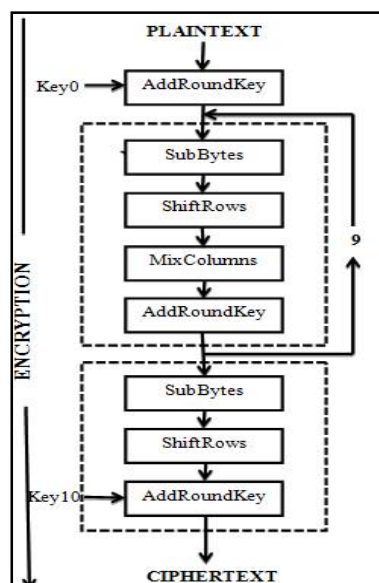 PLAINTEXT
Key0
AddRoundKey
SubBytes
ShiftRows
MixColumns
AddRoundKey
9
ENCRYPTION
SubBytes
ShiftRows
Key10
AddRoundKey
CIPHERTEXT